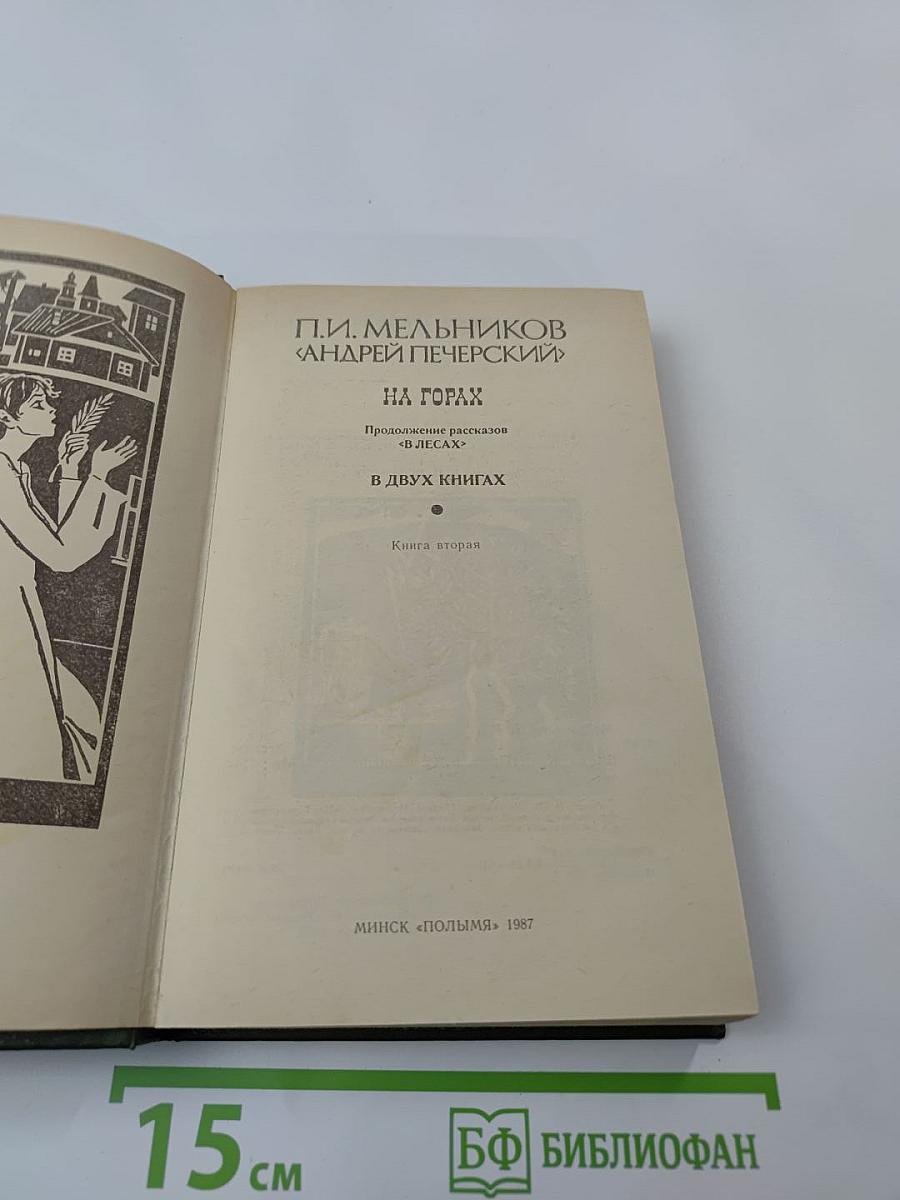 П.И. МЕЛЬНИКОВ
‹АНДРЕЙ ПЕЧЕРСКИЙ›
НА ГОРАХ
Продолжение рассказов
‹В ЛЕСАХ›
В ДВУХ КНИГАХ
Книга вторая
МИНСК «ПОЛЫМЯ» 1987
15 см
БФ БИБЛИОФАН